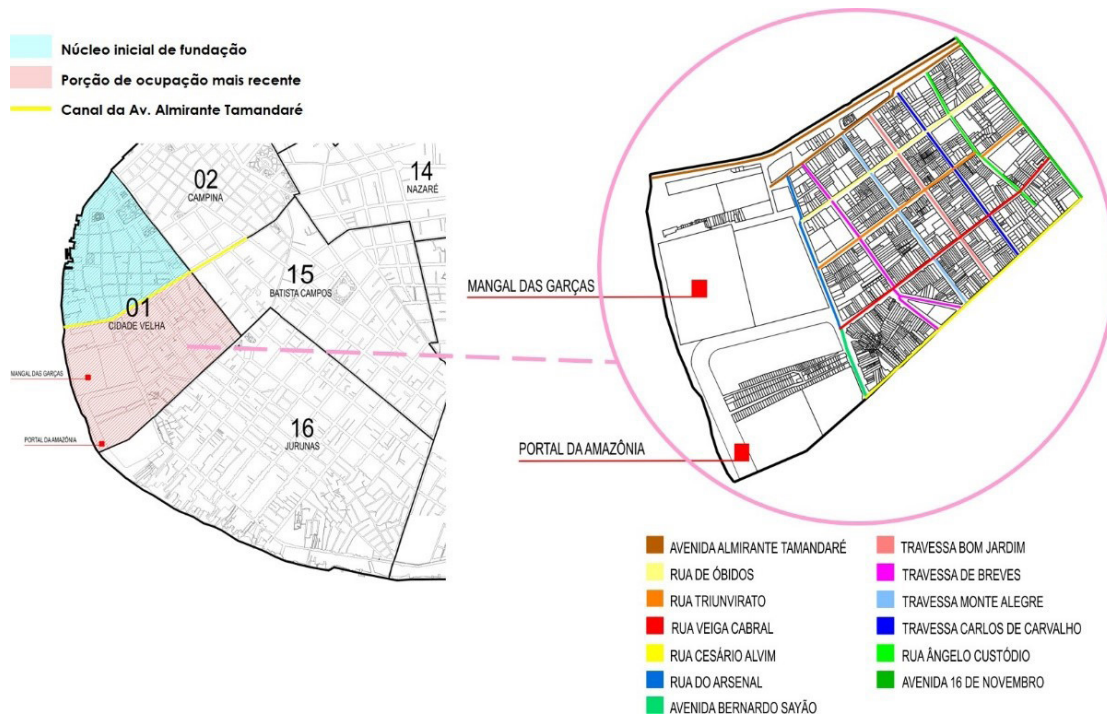 Núcleo inicial de fundação
Porção de ocupação mais recente
Canal da Av. Almirante Tamandaré
02
CAMPINA
14
NAZARÉ
15
BATISTA CAMPOS
01
CIDADE VELHA
MANGAL DAS GARÇAS
16
JURUNAS
PORTAL DA AMAZÔNIA
MANGAL DAS GARÇAS
PORTAL DA AMAZÔNIA
AVENIDA ALMIRANTE TAMANDARÉ
RUA DE ÓBIDOS
RUA TRIUNVIRATO
RUA VEIGA CABRAL
RUA CESÁRIO ALVIM
RUA DO ARSENAL
AVENIDA BERNARDO SAYÃO
TRAVESSA BOM JARDIM
TRAVESSA DE BREVES
TRAVESSA MONTE ALEGRE
TRAVESSA CARLOS DE CARVALHO
RUA ÂNGELO CUSTÓDIO
AVENIDA 16 DE NOVEMBRO